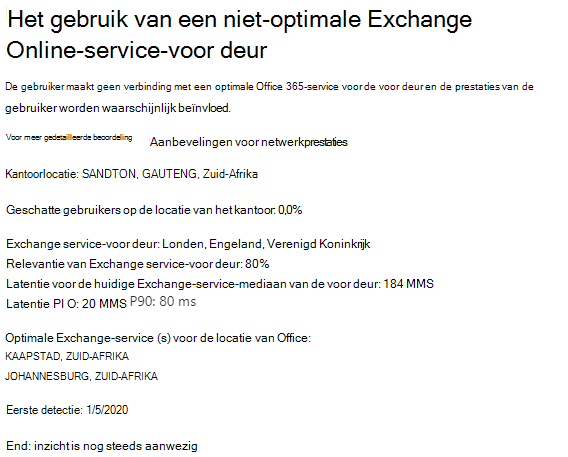 Het gebruik van een niet-optimale Exchange
Online-service-voor deur
De gebruiker maakt geen verbinding met een optimale Office 365-service voor de voor deur en de prestaties van de
gebruiker worden waarschijnlijk beïnvloed.
Voor meer gedetailleerde beoordeling Aanbevelingen voor netwerkprestaties
Kantoorlocatie: SANDTON, GAUTENG, Zuid-Afrika
Geschatte gebruikers op de locatie van het kantoor: 0,0%
Exchange service-voor deur: Londen, Engeland, Verenigd Koninkrijk
Relevantie van Exchange service-voor deur: 80%
Latentie voor de huidige Exchange-service-mediaan van de voor deur: 184 MMS
Latentie PI O: 20 MMS P90: 80 ms
Optimale Exchange-service (s) voor de locatie van Office:
KAAPSTAD, ZUID-AFRIKA
JOHANNESBURG, ZUID-AFRIKA
Eerste detectie: 1/5/2020
End: inzicht is nog steeds aanwezig